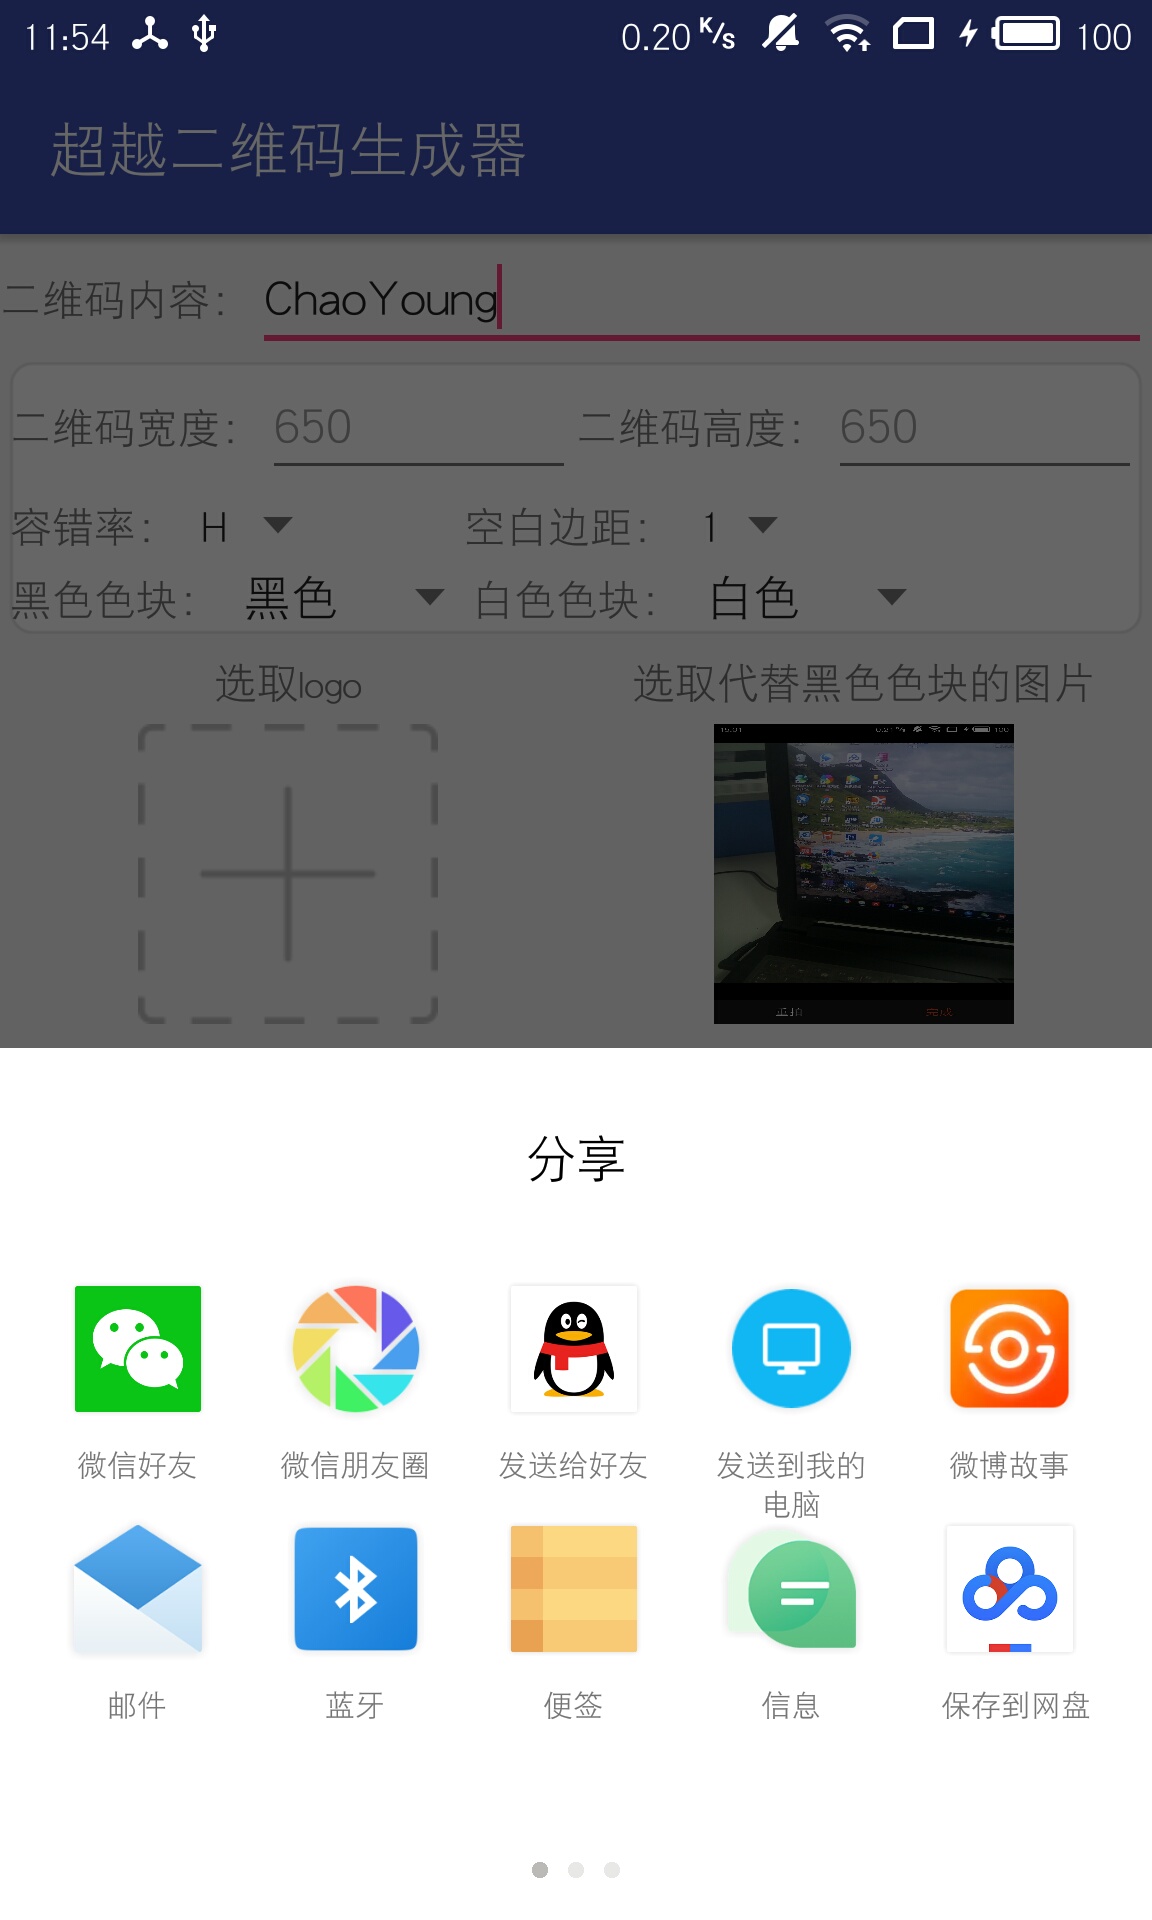 11:54 0.20 K/s 100
超越二维码生成器
二维码内容: ChaoYoung
二维码宽度: 650 二维码高度: 650
容错率: H 空白边距: 1
黑色色块: 黑色 白色色块: 白色
选取logo 选取代替黑色色块的图片
重拍 完成
分享
微信好友 微信朋友圈 发送给好友 发送到我的 微博故事
电脑
邮件 蓝牙 便签 信息 保存到网盘